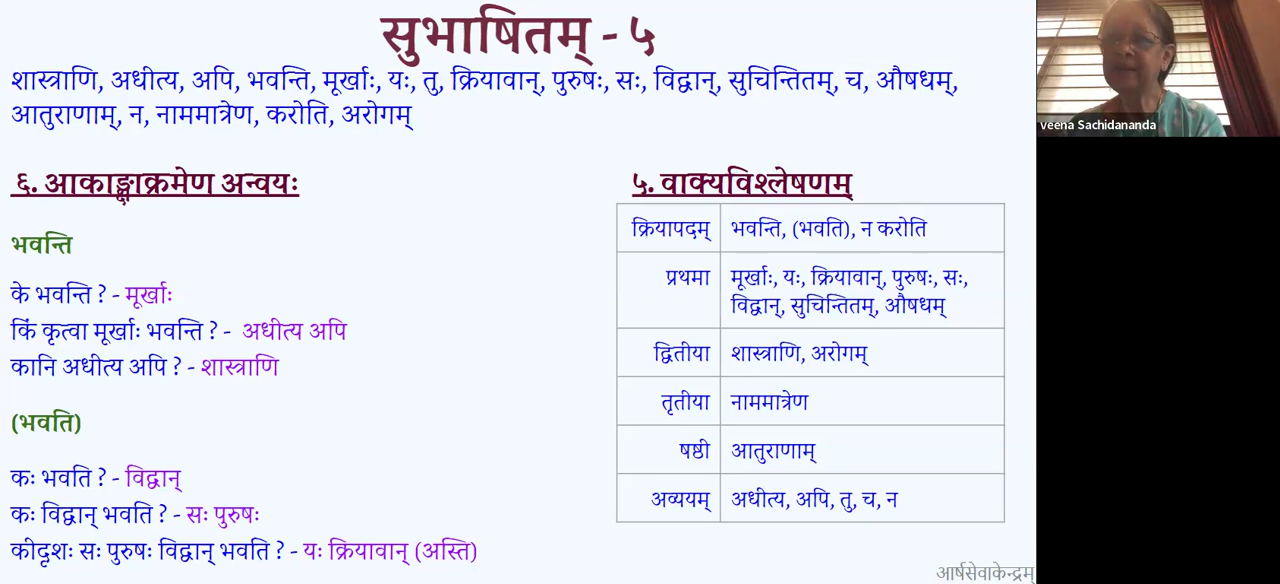 सुभाषितम् - ५
शास्त्राणि, अधीत्य, अपि, भवन्ति, मूर्खाः, यः, तु, क्रियावान्, पुरुषः, सः, विद्वान्, सुचिन्तितम्, च, औषधम्,
आतुराणाम्, न, नाममात्रेण, करोति, अरोगम्
६. आकाङ्क्षाक्रमेण अन्वयः
भवन्ति
के भवन्ति ? - मूर्खाः
किं कृत्वा मूर्खाः भवन्ति ? - अधीत्य अपि
कानि अधीत्य अपि ? - शास्त्राणि
(भवति)
कः भवति ? - विद्वान्
कः विद्वान् भवति ? - सः पुरुषः
कीदृशः सः पुरुषः विद्वान् भवति ? - यः क्रियावान् (अस्ति)
५. वाक्यविश्लेषणम्
क्रियापदम् भवन्ति, (भवति), न करोति
प्रथमा मूर्खाः, यः, क्रियावान्, पुरुषः, सः,
विद्वान्, सुचिन्तितम्, औषधम्
द्वितीया शास्त्राणि, अरोगम्
तृतीया नाममात्रेण
षष्ठी आतुराणाम्
अव्ययम् अधीत्य, अपि, तु, च, न
आर्षसेवाकेन्द्रम्
veena Sachidananda